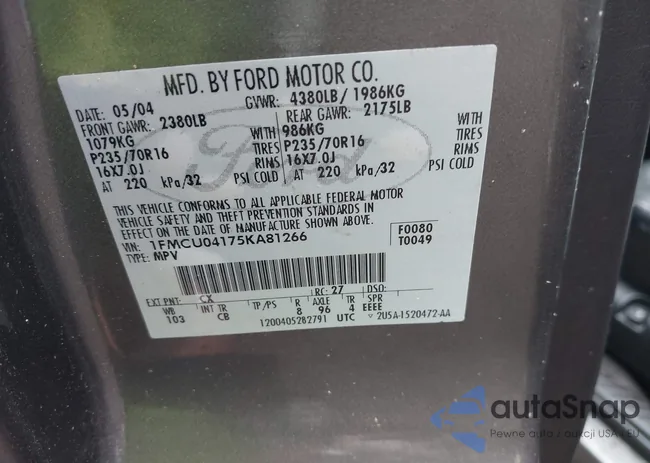 MFD. BY FORD MOTOR CO.
DATE: 05/04 GVWR: 4380LB/ 1986KG
FRONT GAWR: 2380LB REAR GAWR: 2175LB
1079KG WITH 986KG WITH
P235/70R16 TIRES P235/70R16 TIRES
16X7.0J RIMS 16X7.0J RIMS
AT 220 kPa/32 PSI COLD AT 220 kPa/32 PSI COLD
THIS VEHICLE CONFORMS TO ALL APPLICABLE FEDERAL MOTOR
VEHICLE SAFETY AND THEFT PREVENTION STANDARDS IN
EFFECT ON THE DATE OF MANUFACTURE SHOWN ABOVE.
VIN: 1FMCU04175KA81266 F0080
TYPE: MPV T0049
RC: 27 DSO:
EXT PNT: CX
WB INT TR TP/PS R AXLE TR SPR
103 CB 8 96 4 EEEE
1200405282791 UTC 2U5A-1520472-AA
Ford
autaSnap
Pewne auta z aukcji USA i EU